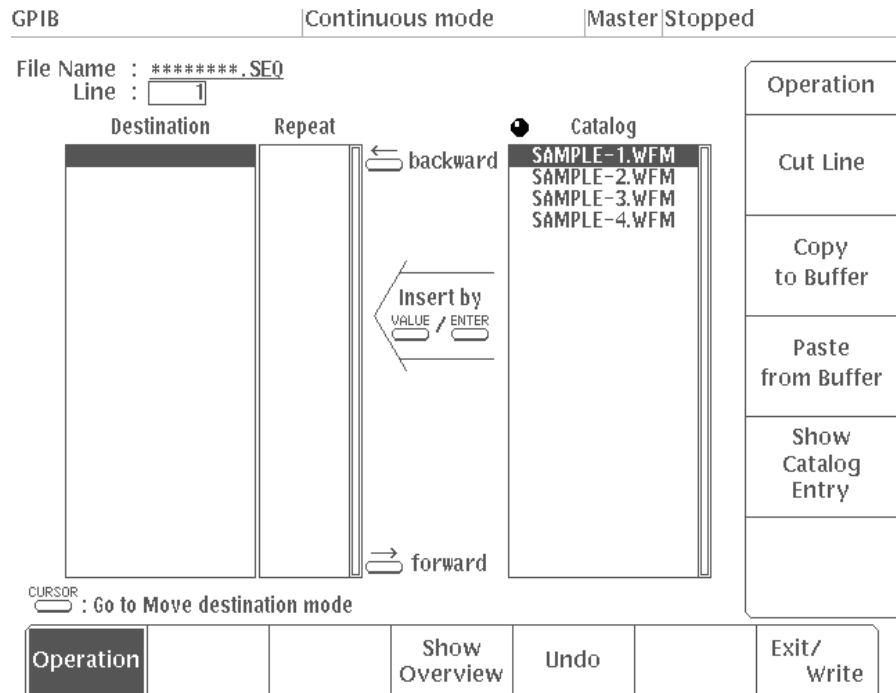 GPIB Continuous mode Master Stopped
File Name : ********.SEQ
Line : 1
Destination Repeat Catalog
backward
SAMPLE-1.WFM
SAMPLE-2.WFM
SAMPLE-3.WFM
SAMPLE-4.WFM
Insert by
VALUE / ENTER
forward
CURSOR : Go to Move destination mode
Operation
Cut Line
Copy
to Buffer
Paste
from Buffer
Show
Catalog
Entry
Operation
Show
Overview
Undo
Exit/
Write